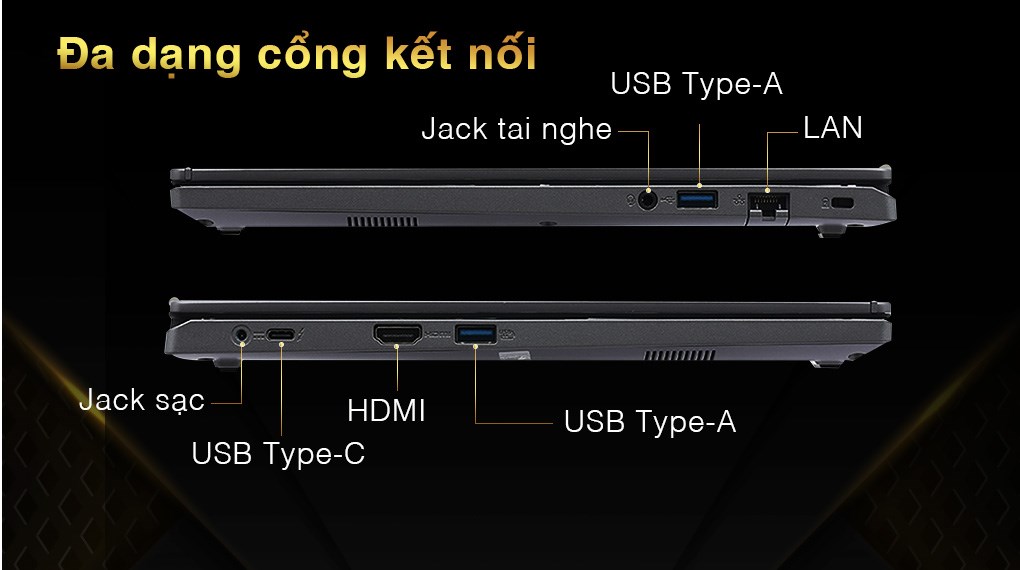 Đa dạng cổng kết nối
USB Type-A
Jack tai nghe
LAN
Jack sạc
HDMI
USB Type-A
USB Type-C